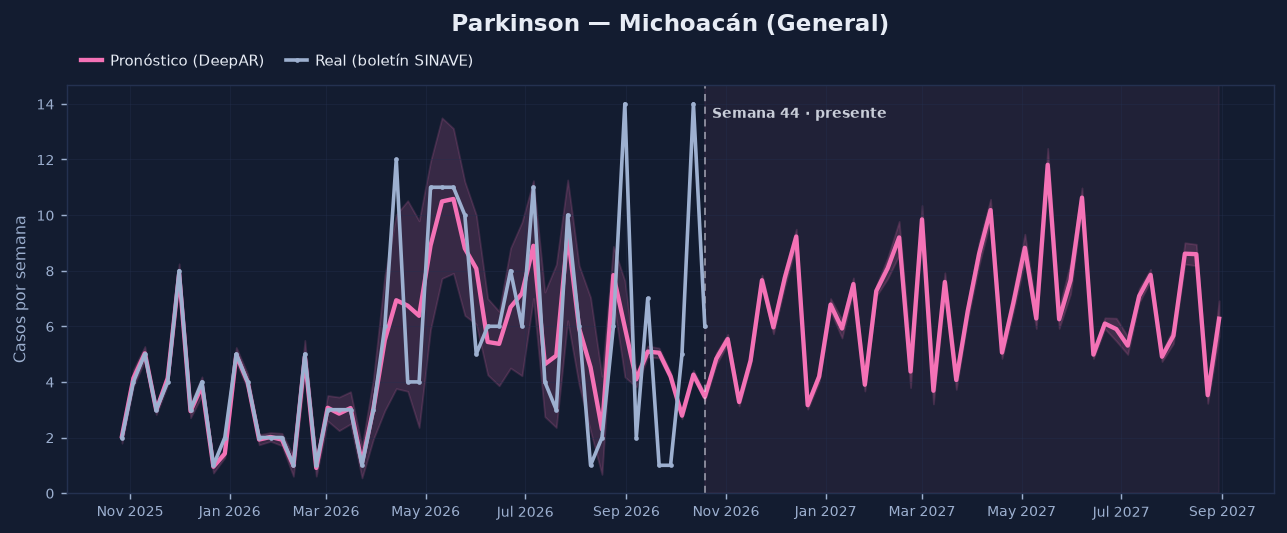 Parkinson — Michoacán (General)
Pronóstico (DeepAR) Real (boletín SINAVE)
Semana 44 · presente
Casos por semana
14
12
10
8
6
4
2
0
Nov 2025 Jan 2026 Mar 2026 May 2026 Jul 2026 Sep 2026 Nov 2026 Jan 2027 Mar 2027 May 2027 Jul 2027 Sep 2027